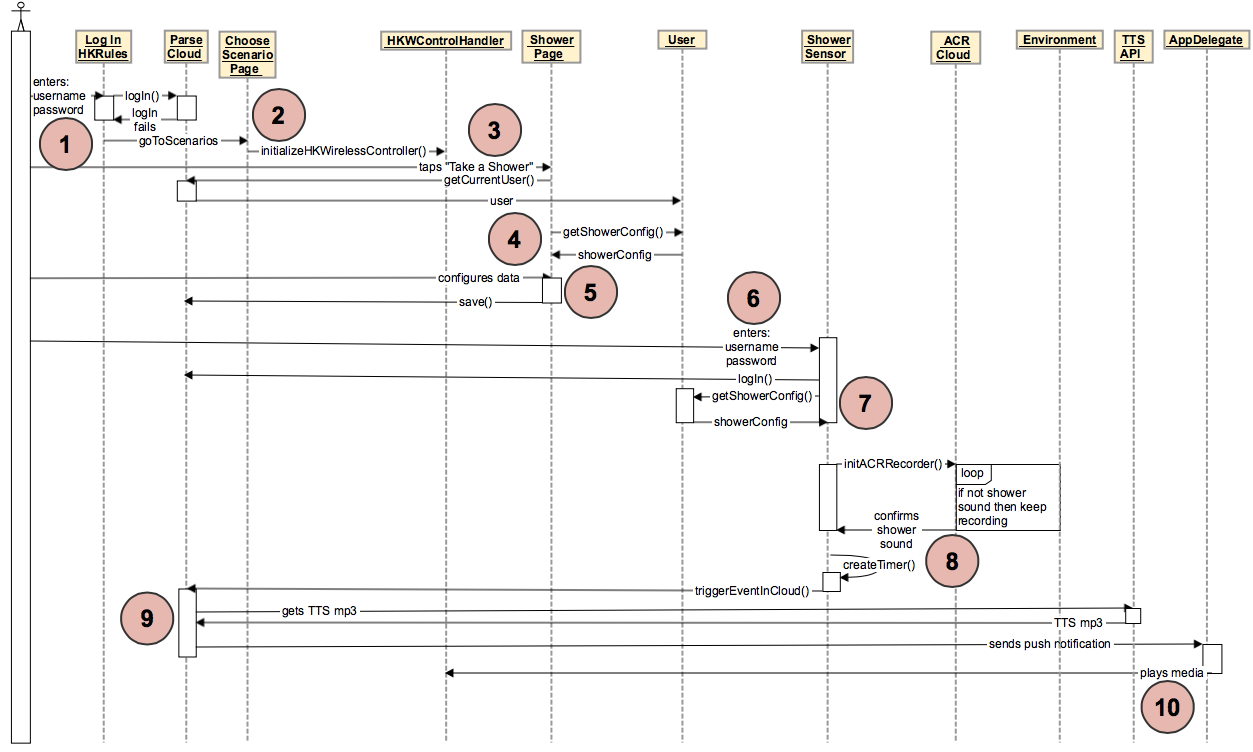 Log In
HKRules
Parse
Cloud
Choose
Scenario
Page
HKWControlHandler
Shower
Page
User
Shower
Sensor
ACR
Cloud
Environment
TTS
API
AppDelegate
enters:
username
password
logIn()
logIn
fails
1
goToScenarios
2
initializeHKWirelessController()
3
taps "Take a Shower"
getCurrentUser()
user
4
getShowerConfig()
showerConfig
configures data
5
save()
6
enters:
username
password
logIn()
getShowerConfig()
7
showerConfig
initACRRecorder()
loop
if not shower
sound then keep
recording
confirms
shower
sound
8
createTimer()
triggerEventInCloud()
9
gets TTS mp3
TTS mp3
sends push notification
plays media
10